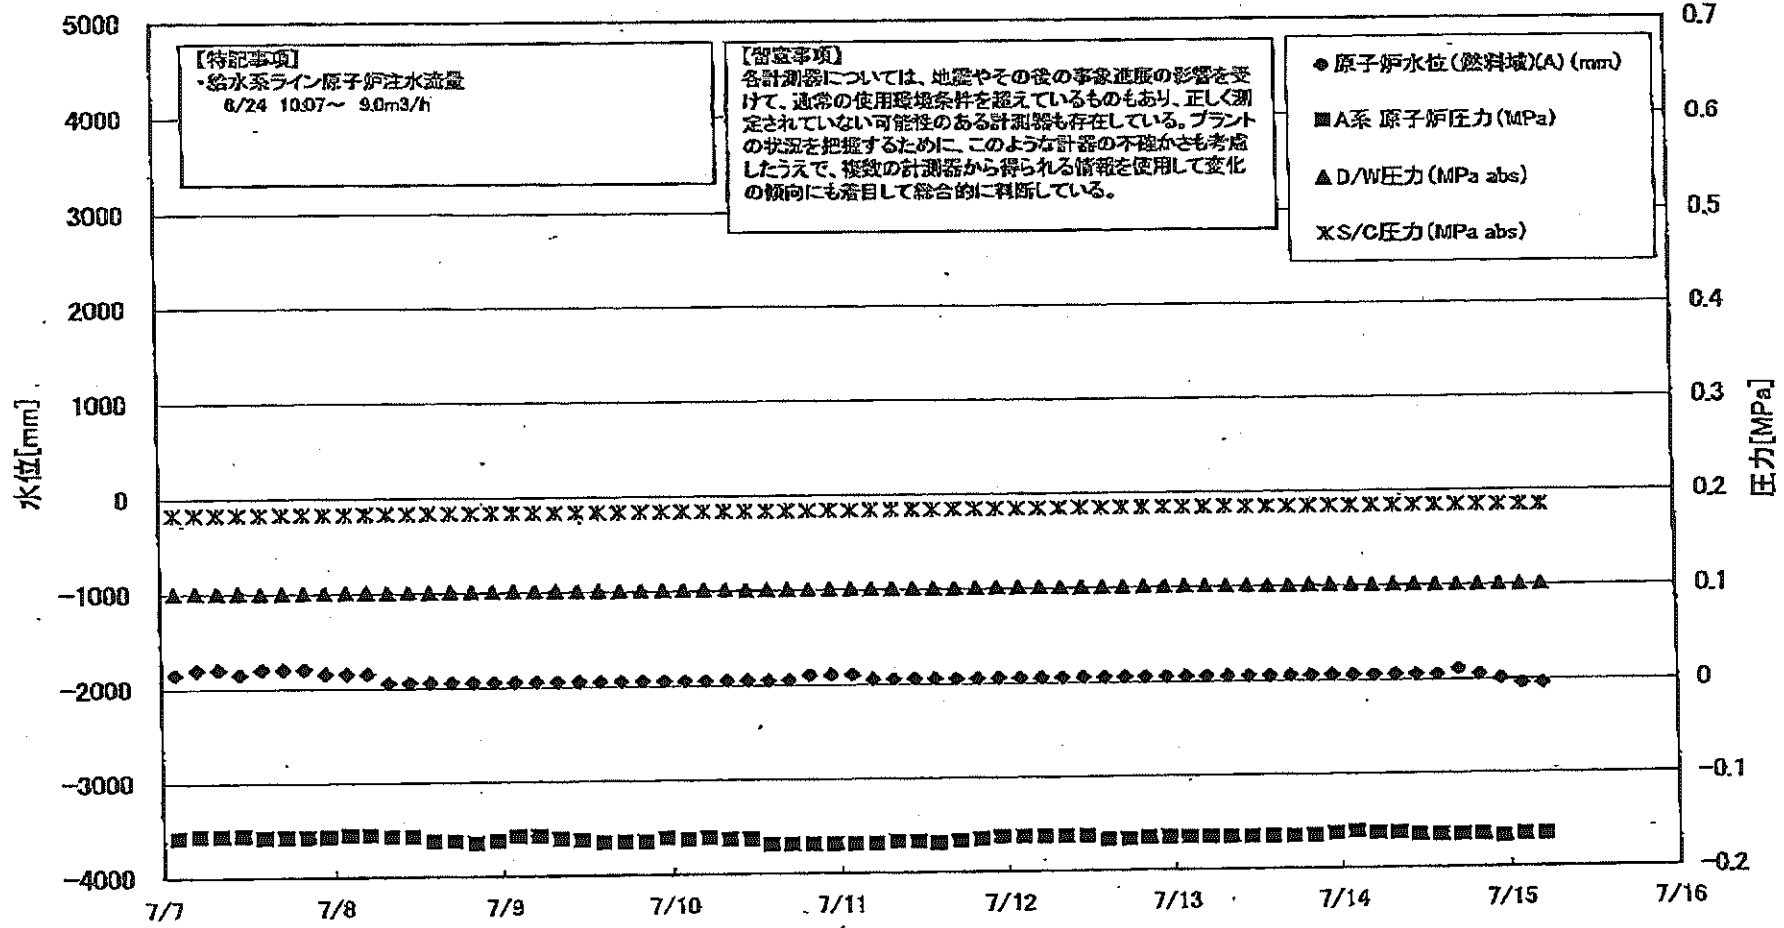 5000
4000
3000
2000
1000
0
-1000
-2000
-3000
-4000
水位[mm]
【特記事項】
・給水系ライン原子炉注水流量
6/24 10:07～ 9.0m3/h
【留意事項】
各計測器については、地震やその後の事象進展の影響を受
けて、通常の使用環境条件を超えているものもあり、正しく測
定されていない可能性のある計測器も存在している。プラント
の状況を把握するために、このような計器の不確かさも考慮
したうえで、複数の計測器から得られる情報を使用して変化
の傾向にも着目して総合的に判断している。
◆原子炉水位(燃料域)(A)(mm)
■A系 原子炉圧力(MPa)
▲D/W圧力(MPa abs)
S/C圧力(MPa abs)
0.7
0.6
0.5
0.4
0.3
0.2
0.1
0
-0.1
-0.2
圧力[MPa]
7/7 7/8 7/9 7/10 7/11 7/12 7/13 7/14 7/15 7/16